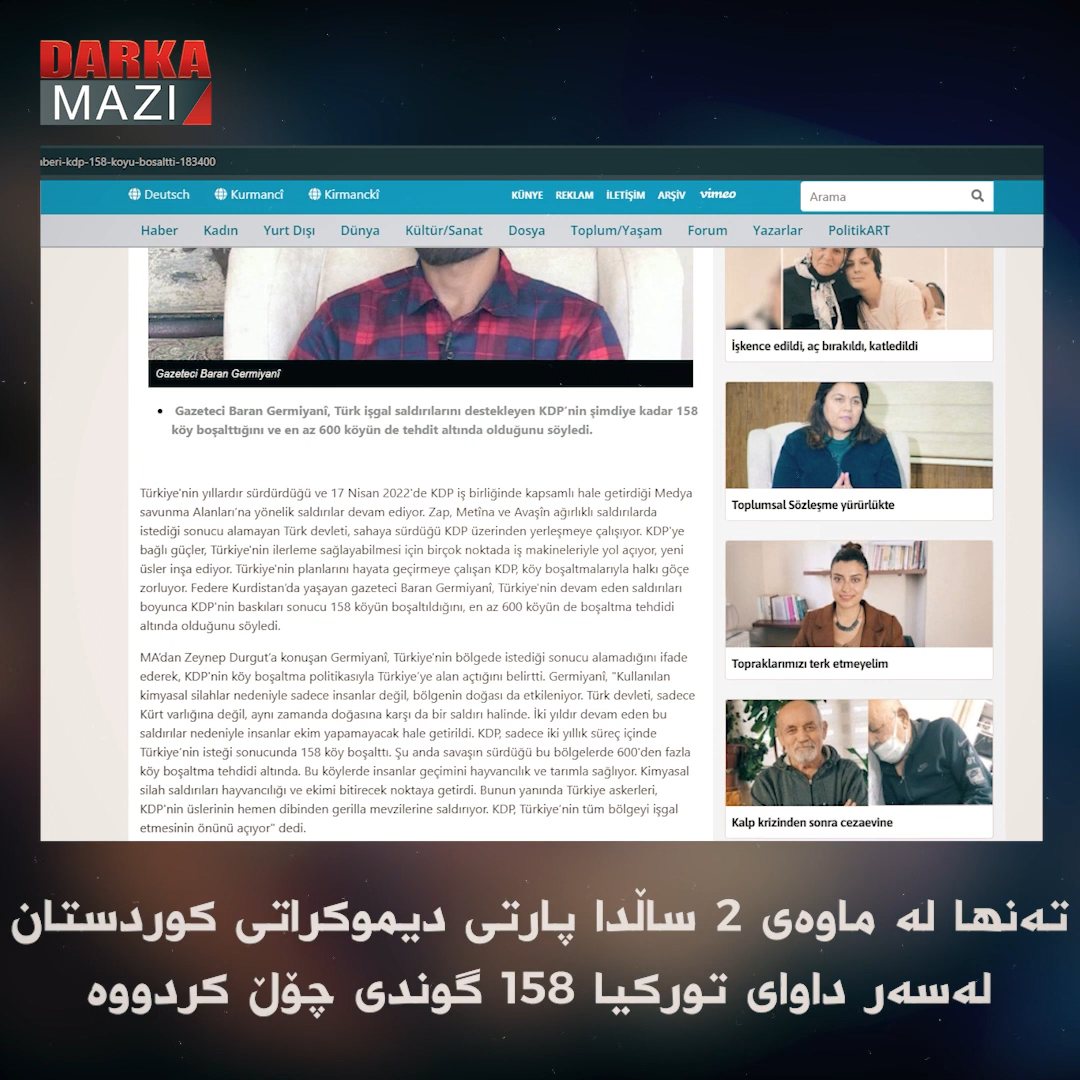 DARKA
MAZI
ıberi-kdp-158-koyu-bosaltti-183400
Deutsch Kurmancî Kirmanckî KÜNYE REKLAM İLETİŞİM ARŞİV vimeo Arama
Haber Kadın Yurt Dışı Dünya Kültür/Sanat Dosya Toplum/Yaşam Forum Yazarlar PolitikART
Gazeteci Baran Germiyanî
Gazeteci Baran Germiyanî, Türk işgal saldırılarını destekleyen KDP'nin şimdiye kadar 158
köy boşalttığını ve en az 600 köyün de tehdit altında olduğunu söyledi.
Türkiye'nin yıllardır sürdürdüğü ve 17 Nisan 2022'de KDP iş birliğinde kapsamlı hale getirdiği Medya
savunma Alanları'na yönelik saldırılar devam ediyor. Zap, Metîna ve Avaşîn ağırlıklı saldırılarda
istediği sonucu alamayan Türk devleti, sahaya sürdüğü KDP üzerinden yerleşmeye çalışıyor. KDP'ye
bağlı güçler, Türkiye'nin ilerleme sağlayabilmesi için birçok noktada iş makineleriyle yol açıyor, yeni
üsler inşa ediyor. Türkiye'nin planlarını hayata geçirmeye çalışan KDP, köy boşaltmalarıyla halkı göçe
zorluyor. Federe Kurdistan'da yaşayan gazeteci Baran Germiyanî, Türkiye'nin devam eden saldırıları
boyunca KDP'nin baskıları sonucu 158 köyün boşaltıldığını, en az 600 köyün de boşaltma tehdidi
altında olduğunu söyledi.
MA'dan Zeynep Durgut'a konuşan Germiyanî, Türkiye'nin bölgede istediği sonucu alamadığını ifade
ederek, KDP'nin köy boşaltma politikasıyla Türkiye'ye alan açtığını belirtti. Germiyanî, "Kullanılan
kimyasal silahlar nedeniyle sadece insanlar değil, bölgenin doğası da etkileniyor. Türk devleti, sadece
Kürt varlığına değil, aynı zamanda doğasına karşı da bir saldırı halinde. İki yıldır devam eden bu
saldırılar nedeniyle insanlar ekim yapamayacak hale getirildi. KDP, sadece iki yıllık süreç içinde
Türkiye'nin isteği sonucunda 158 köy boşalttı. Şu anda savaşın sürdüğü bu bölgelerde 600'den fazla
köy boşaltma tehdidi altında. Bu köylerde insanlar geçimini hayvancılık ve tarımla sağlıyor. Kimyasal
silah saldırıları hayvancılığı ve ekimi bitirecek noktaya getirdi. Bunun yanında Türkiye askerleri,
KDP'nin üslerinin hemen dibinden gerilla mevzilerine saldırıyor. KDP, Türkiye'nin tüm bölgeyi işgal
etmesinin önünü açıyor" dedi.
İşkence edildi, aç bırakıldı, katledildi
Toplumsal Sözleşme yürürlükte
Topraklarımızı terk etmeyelim
Kalp krizinden sonra cezaevine
تەنها لە ماوەی 2 ساڵدا پارتی دیموکراتی کوردستان
لەسەر داوای تورکیا 158 گوندی چۆڵ کردووە